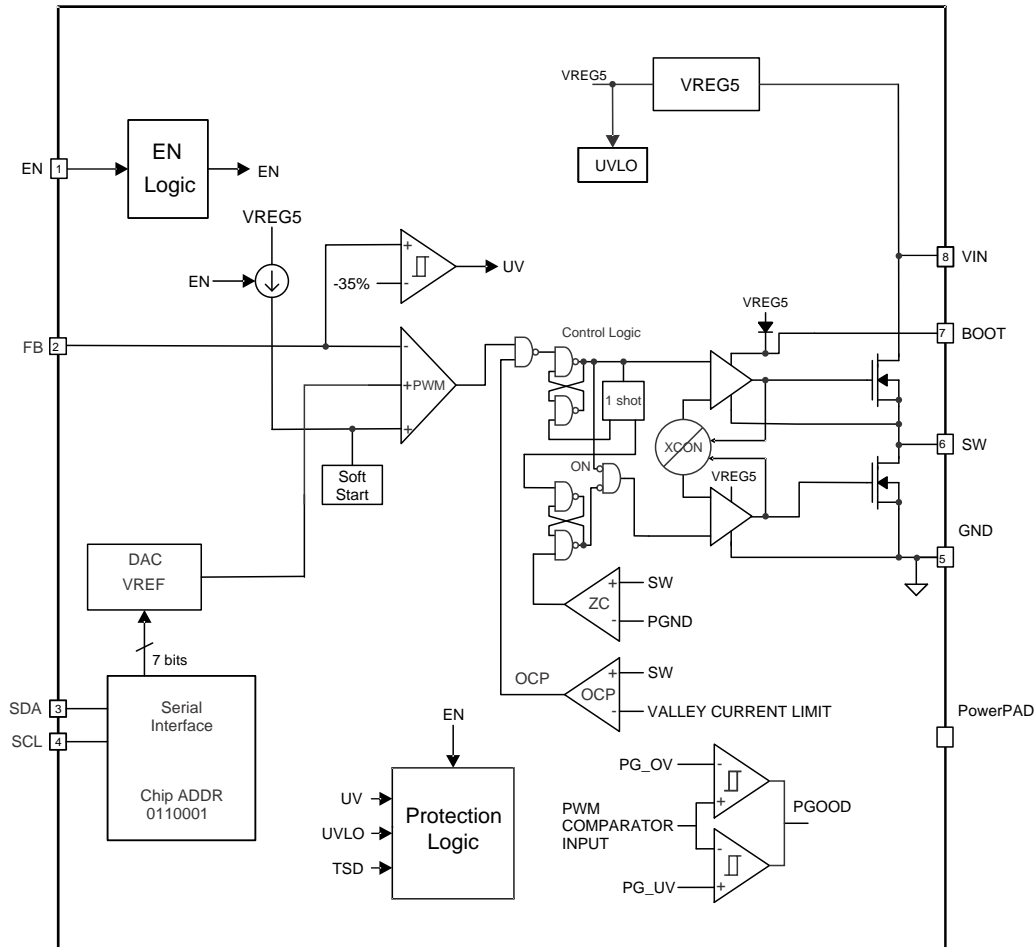 VREG5
VREG5
UVLO
EN
1
EN
Logic
EN
VREG5
EN
+
-35%
-
UV
8
VIN
VREG5
7
BOOT
FB
2
-
+
PWM
+
Control Logic
1 shot
XCON
6
SW
Soft
Start
ON
VREG5
GND
5
DAC
VREF
7 bits
+
SW
ZC
-
PGND
OCP
+
SW
OCP
-
VALLEY CURRENT LIMIT
SDA
3
SCL
4
Serial
Interface
Chip ADDR
0110001
PowerPAD
EN
UV
UVLO
TSD
Protection
Logic
PG_OV
-
+
PWM
COMPARATOR
INPUT
PGOOD
-
PG_UV
+